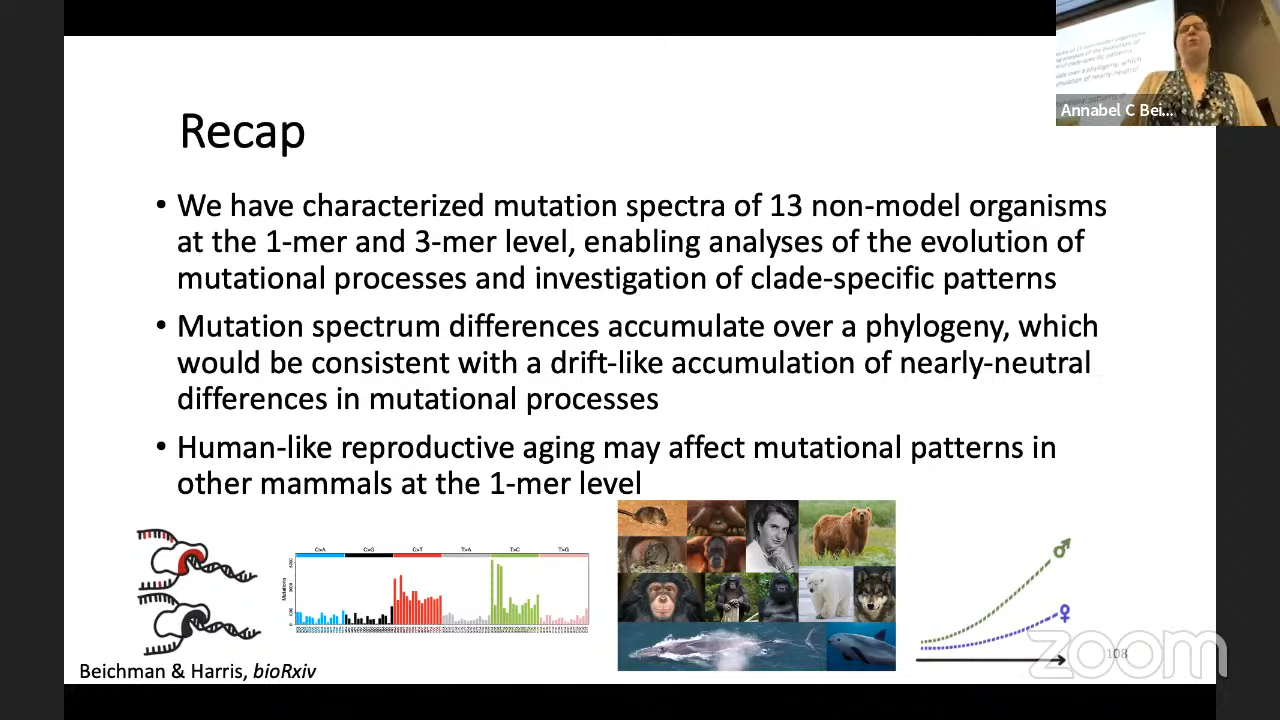 Annabel C Bei...
Recap
• We have characterized mutation spectra of 13 non-model organisms
at the 1-mer and 3-mer level, enabling analyses of the evolution of
mutational processes and investigation of clade-specific patterns
• Mutation spectrum differences accumulate over a phylogeny, which
would be consistent with a drift-like accumulation of nearly-neutral
differences in mutational processes
• Human-like reproductive aging may affect mutational patterns in
other mammals at the 1-mer level
C>A C>G C>T T>A T>C T>G
Mutations
Beichman & Harris, bioRxiv
108
zoom